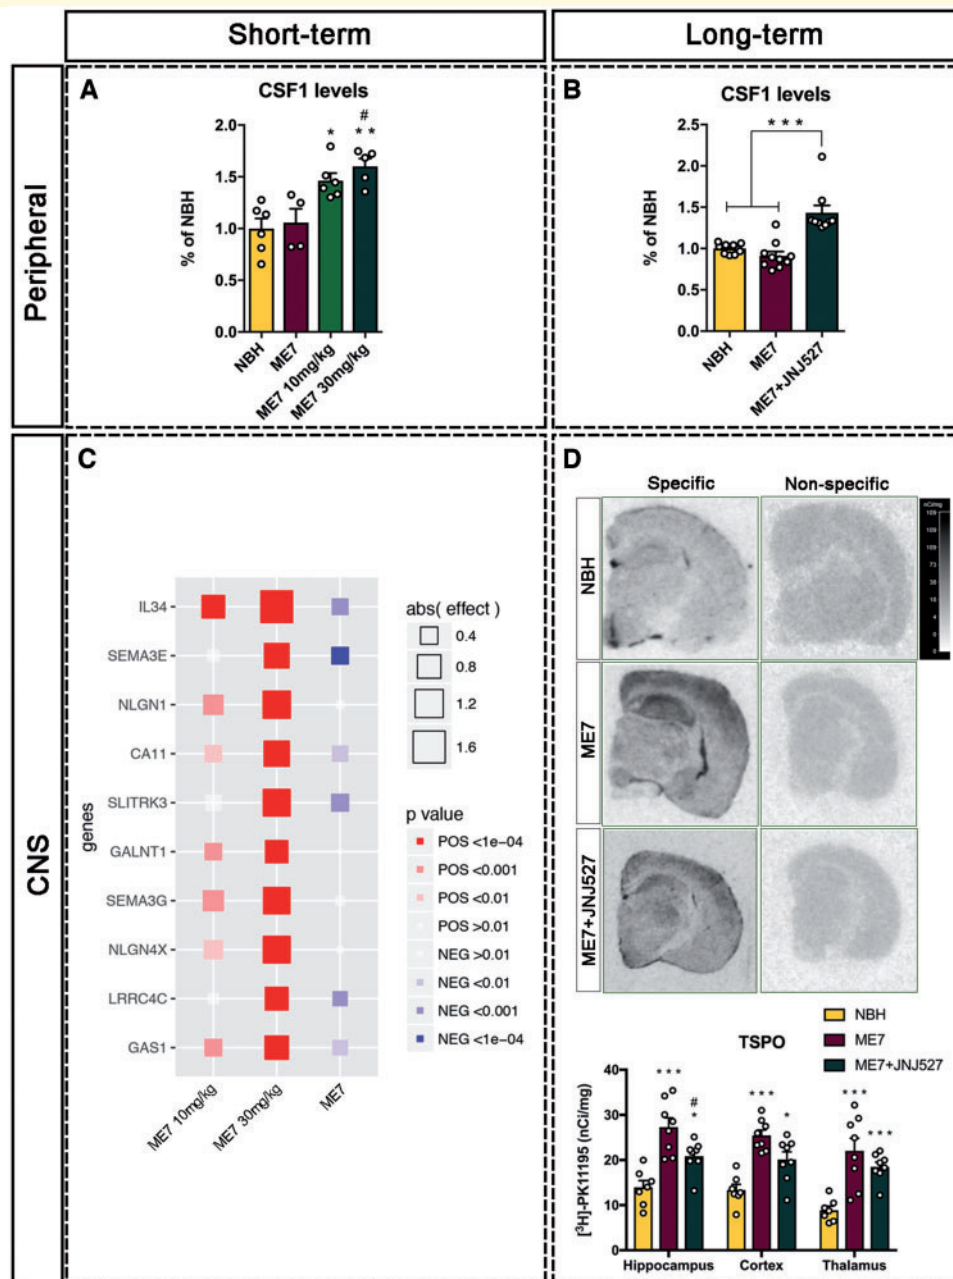 Short-term
Long-term
Peripheral
A
CSF1 levels
% of NBH
2.0
1.5
1.0
0.5
0.0
*
#
* *
NBH
ME7
ME7 10mg/kg
ME7 30mg/kg
B
CSF1 levels
% of NBH
2.5
2.0
1.5
1.0
0.5
0.0
* * *
NBH
ME7
ME7+JNJ527
CNS
C
genes
IL34
SEMA3E
NLGN1
CA11
SLITRK3
GALNT1
SEMA3G
NLGN4X
LRRC4C
GAS1
ME7 10mg/kg
ME7 30mg/kg
ME7
abs( effect )
0.4
0.8
1.2
1.6
p value
POS <1e-04
POS <0.001
POS <0.01
POS >0.01
NEG >0.01
NEG <0.01
NEG <0.001
NEG <1e-04
D
Specific
Non-specific
NBH
ME7
ME7+JNJ527
nCi/mg
NBH
ME7
ME7+JNJ527
TSPO
[³H]-PK11195 (nCi/mg)
40
30
20
10
0
* * *
#
*
* * *
*
* * *
* * *
Hippocampus
Cortex
Thalamus